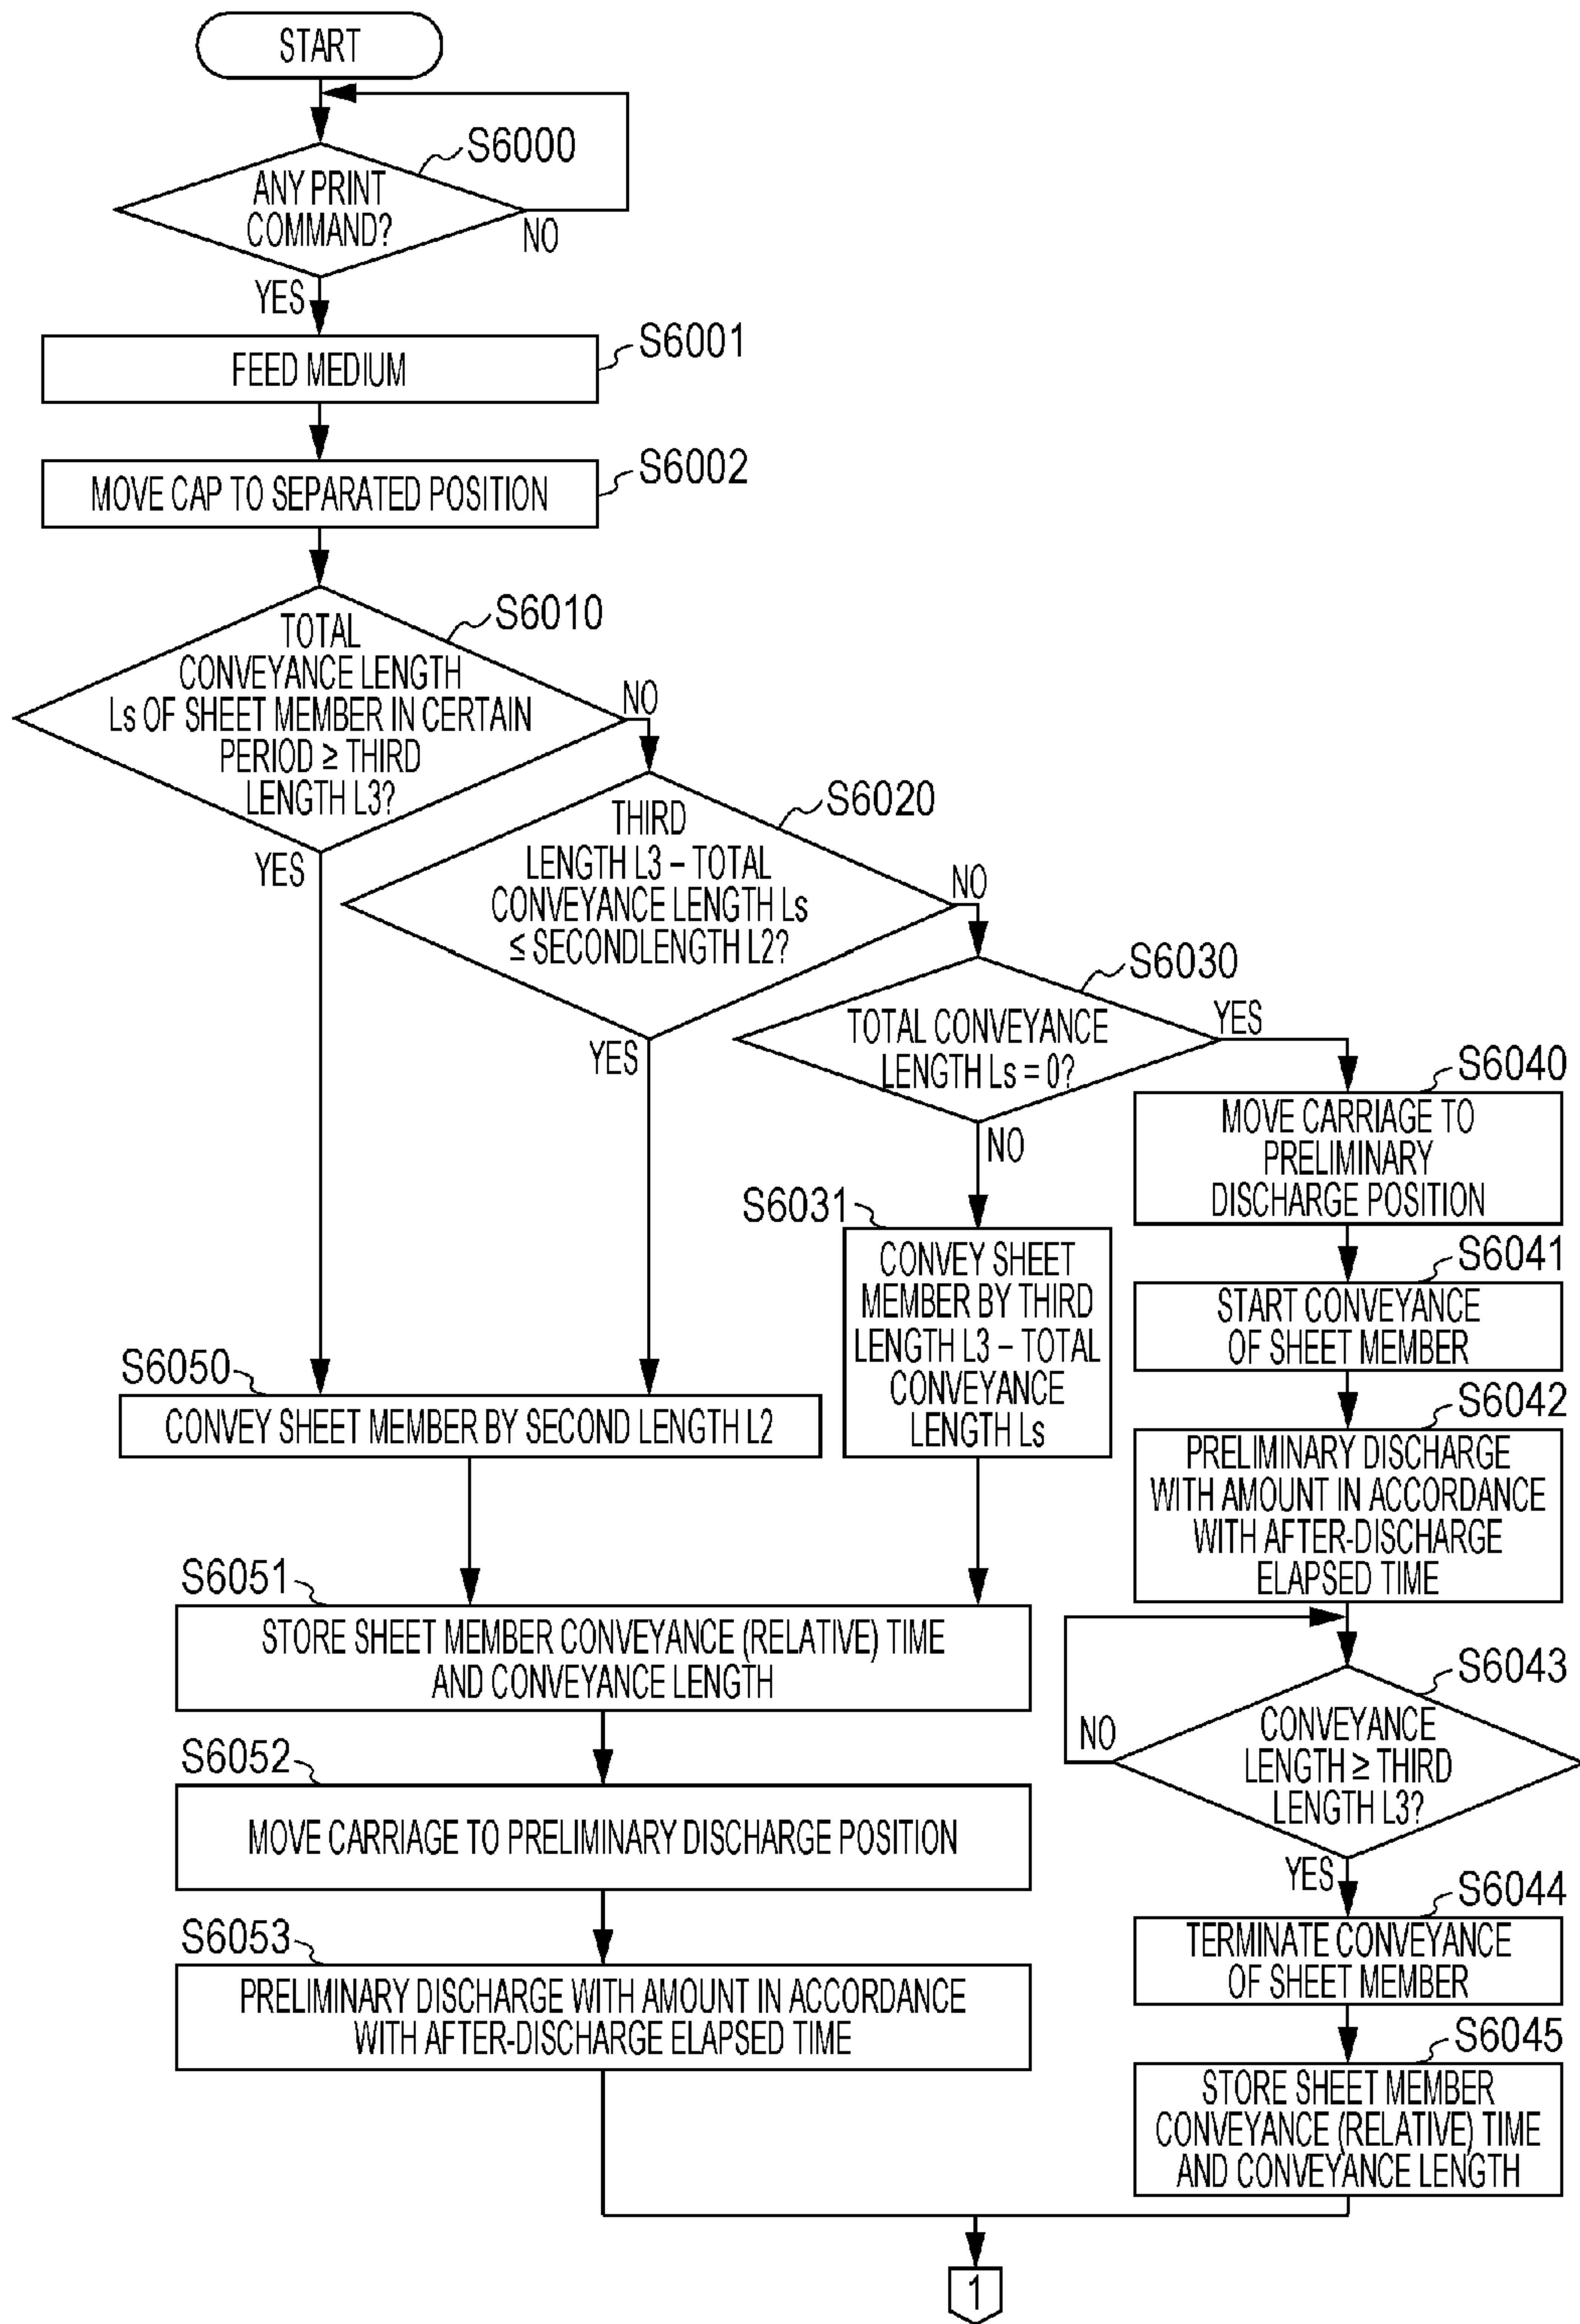 START
S6000
ANY PRINT
COMMAND?
NO
YES
FEED MEDIUM
S6001
MOVE CAP TO SEPARATED POSITION
S6002
S6010
TOTAL
CONVEYANCE LENGTH
Ls OF SHEET MEMBER IN CERTAIN
PERIOD ≥ THIRD
LENGTH L3?
NO
YES
S6020
THIRD
LENGTH L3 – TOTAL
CONVEYANCE LENGTH Ls
≤ SECONDLENGTH L2?
NO
YES
S6030
TOTAL CONVEYANCE
LENGTH Ls = 0?
YES
NO
S6040
MOVE CARRIAGE TO
PRELIMINARY
DISCHARGE POSITION
S6031
CONVEY SHEET
MEMBER BY THIRD
LENGTH L3 – TOTAL
CONVEYANCE
LENGTH Ls
S6041
START CONVEYANCE
OF SHEET MEMBER
S6050
CONVEY SHEET MEMBER BY SECOND LENGTH L2
S6042
PRELIMINARY DISCHARGE
WITH AMOUNT IN ACCORDANCE
WITH AFTER-DISCHARGE
ELAPSED TIME
S6051
STORE SHEET MEMBER CONVEYANCE (RELATIVE) TIME
AND CONVEYANCE LENGTH
S6043
CONVEYANCE
LENGTH ≥ THIRD
LENGTH L3?
NO
YES
S6052
MOVE CARRIAGE TO PRELIMINARY DISCHARGE POSITION
S6044
TERMINATE CONVEYANCE
OF SHEET MEMBER
S6053
PRELIMINARY DISCHARGE WITH AMOUNT IN ACCORDANCE
WITH AFTER-DISCHARGE ELAPSED TIME
S6045
STORE SHEET MEMBER
CONVEYANCE (RELATIVE) TIME
AND CONVEYANCE LENGTH
1